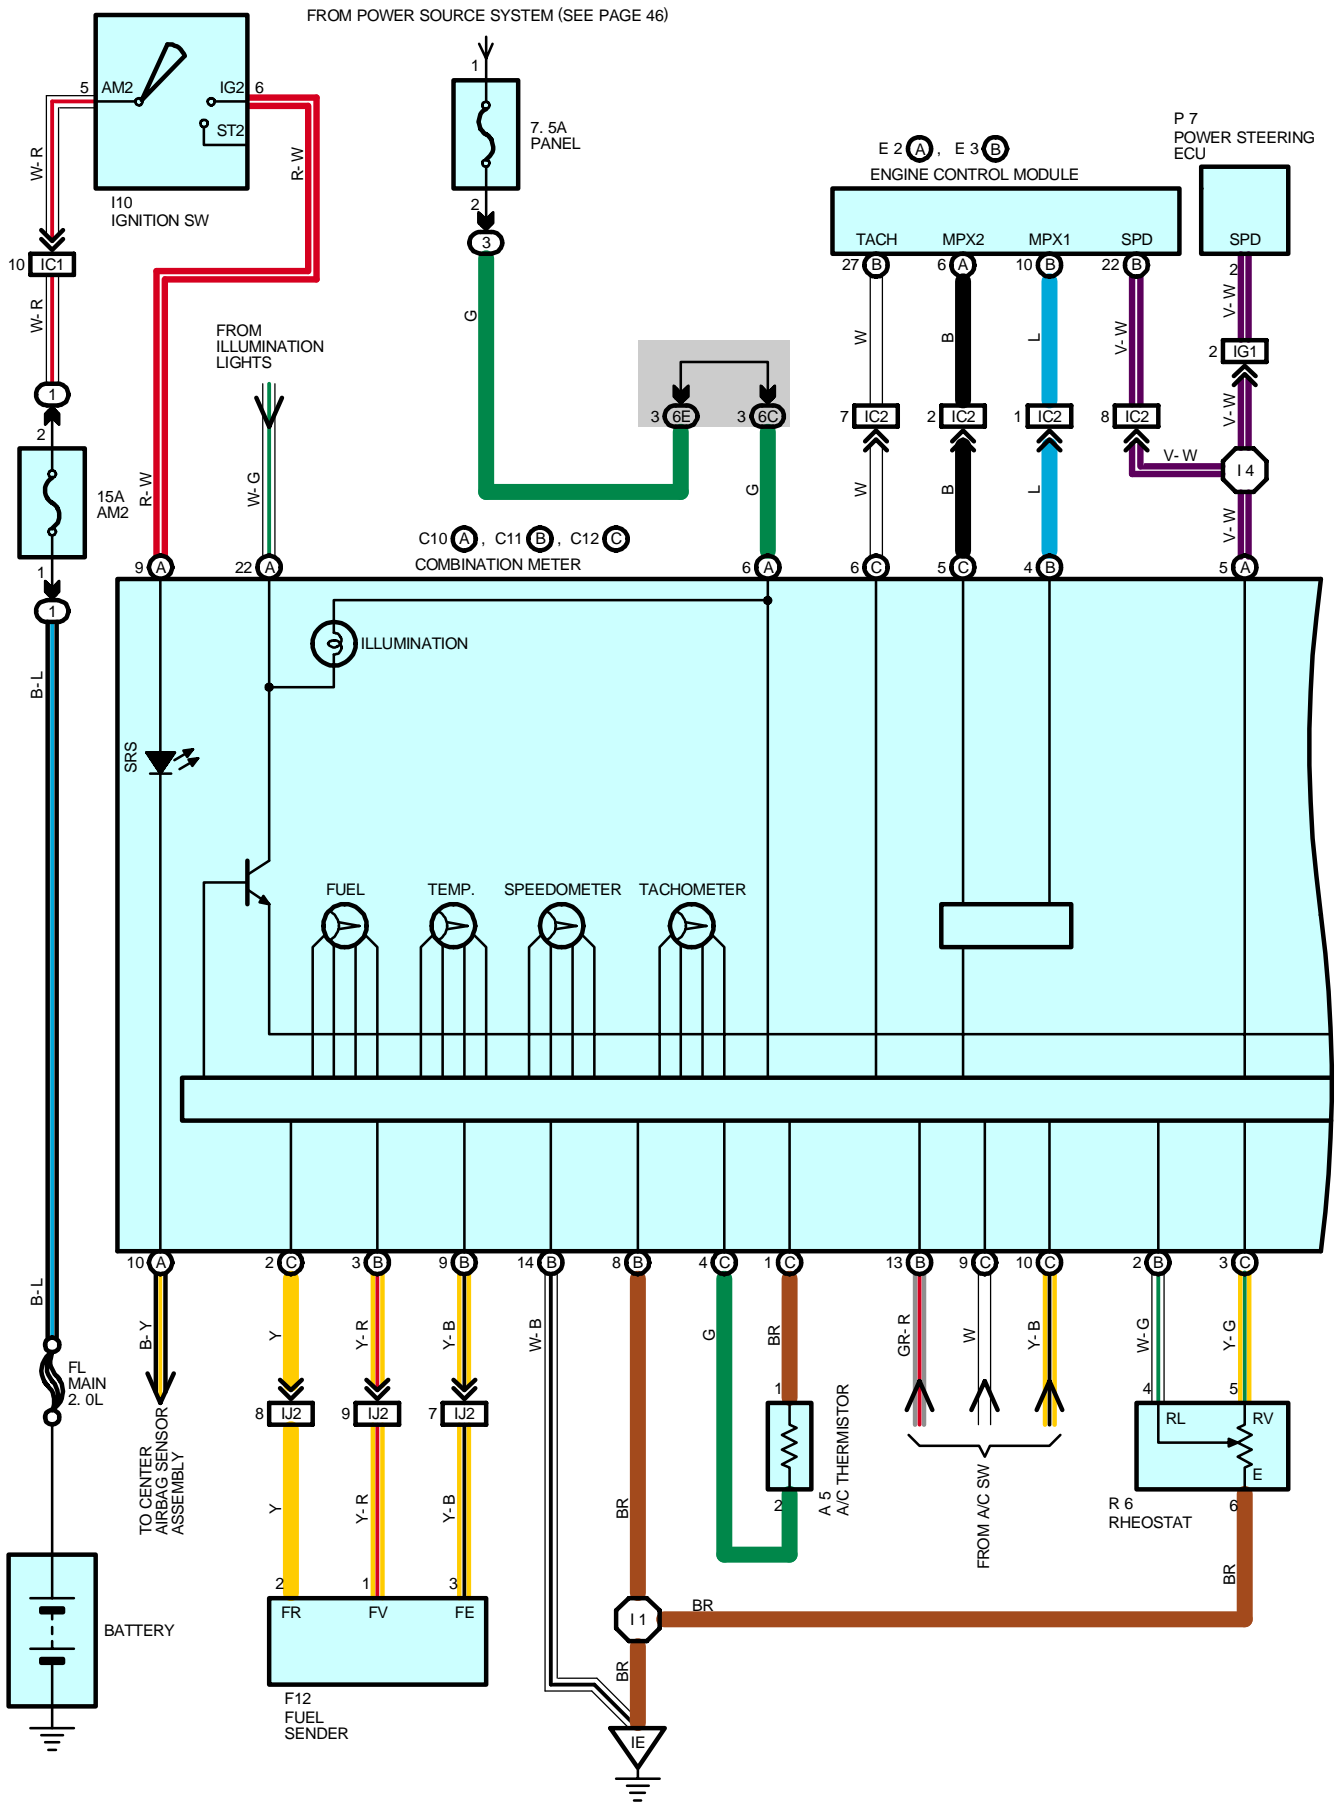 FROM POWER SOURCE SYSTEM (SEE PAGE 46)
1
5
AM2
IG2
6
ST2
7. 5A
PANEL
2
3
W- R
R- W
I10
IGNITION SW
10
IC1
W- R
1
2
15A
AM2
1
1
B- L
FROM
ILLUMINATION
LIGHTS
G
R- W
W- G
3
6E
3
6C
G
E 2
A
, E 3
B
ENGINE CONTROL MODULE
TACH
MPX2
MPX1
SPD
27
B
6
A
10
B
22
B
P 7
POWER STEERING
ECU
SPD
2
V- W
W
B
L
V- W
2
IG1
7
IC2
2
IC2
1
IC2
8
IC2
V- W
V- W
I 4
W
B
L
V- W
C10
A
, C11
B
, C12
C
COMBINATION METER
9
A
22
A
6
A
6
C
5
C
4
B
5
A
ILLUMINATION
SRS
FUEL
TEMP.
SPEEDOMETER
TACHOMETER
10
A
2
C
3
B
9
B
14
B
8
B
4
C
1
C
13
B
9
C
10
C
2
B
3
C
B- L
B- Y
Y
Y- R
Y- B
W- B
G
BR
GR- R
W
Y- B
W- G
Y- G
FL
MAIN
2. 0L
TO CENTER
AIRBAG SENSOR
ASSEMBLY
8
IJ2
9
IJ2
7
IJ2
1
2
A 5
A/C THERMISTOR
FROM A/C SW
4
5
RL
RV
E
6
R 6
RHEOSTAT
Y
Y- R
Y- B
BR
BR
2
1
3
FR
FV
FE
BATTERY
I 1
BR
BR
F12
FUEL
SENDER
IE